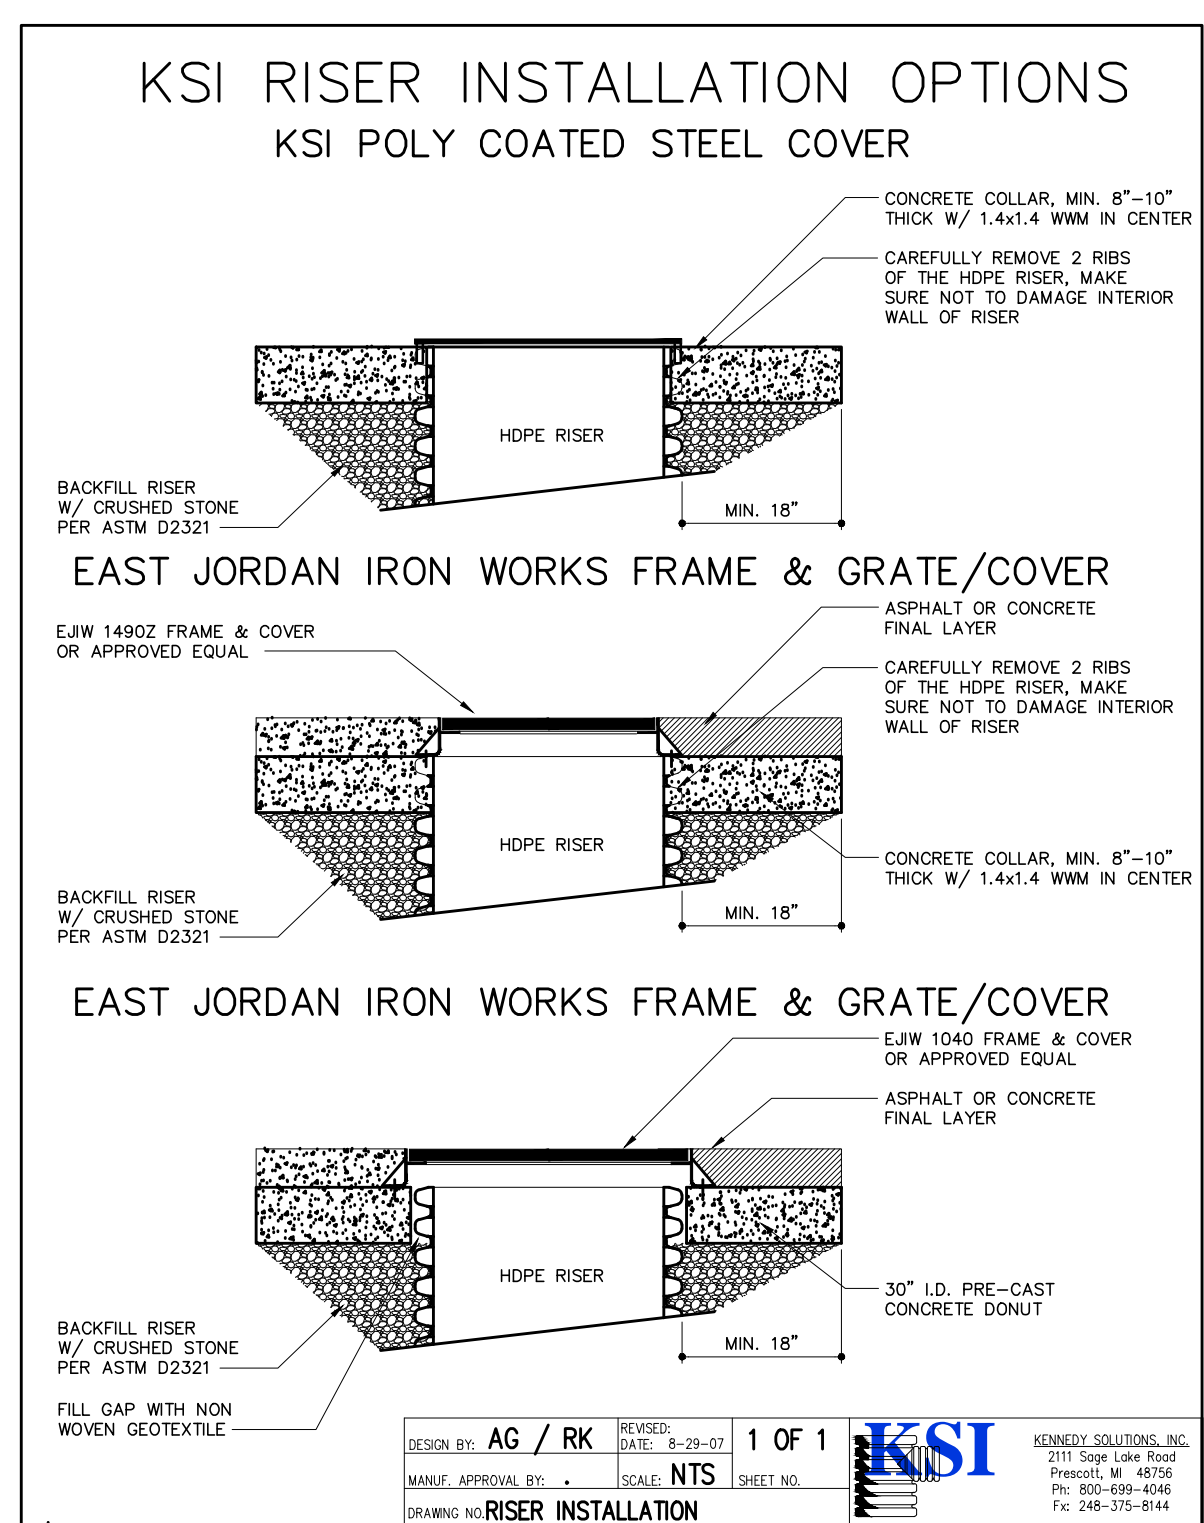 KSI RISER INSTALLATION OPTIONS
KSI POLY COATED STEEL COVER
CONCRETE COLLAR, MIN. 8"-10"
THICK W/ 1.4x1.4 WWM IN CENTER
CAREFULLY REMOVE 2 RIBS
OF THE HDPE RISER, MAKE
SURE NOT TO DAMAGE INTERIOR
WALL OF RISER
HDPE RISER
BACKFILL RISER
W/ CRUSHED STONE
PER ASTM D2321
MIN. 18"
EAST JORDAN IRON WORKS FRAME & GRATE/COVER
EJIW 1490Z FRAME & COVER
OR APPROVED EQUAL
ASPHALT OR CONCRETE
FINAL LAYER
CAREFULLY REMOVE 2 RIBS
OF THE HDPE RISER, MAKE
SURE NOT TO DAMAGE INTERIOR
WALL OF RISER
HDPE RISER
CONCRETE COLLAR, MIN. 8"-10"
THICK W/ 1.4x1.4 WWM IN CENTER
BACKFILL RISER
W/ CRUSHED STONE
PER ASTM D2321
MIN. 18"
EAST JORDAN IRON WORKS FRAME & GRATE/COVER
EJIW 1040 FRAME & COVER
OR APPROVED EQUAL
ASPHALT OR CONCRETE
FINAL LAYER
HDPE RISER
30" I.D. PRE-CAST
CONCRETE DONUT
BACKFILL RISER
W/ CRUSHED STONE
PER ASTM D2321
MIN. 18"
FILL GAP WITH NON
WOVEN GEOTEXTILE
DESIGN BY: AG / RK
REVISED:
DATE: 8-29-07
1 OF 1
MANUF. APPROVAL BY: .
SCALE: NTS
SHEET NO.
DRAWING NO. RISER INSTALLATION
KSI
KENNEDY SOLUTIONS, INC.
2111 Sage Lake Road
Prescott, MI 48756
Ph: 800-699-4046
Fx: 248-375-8144